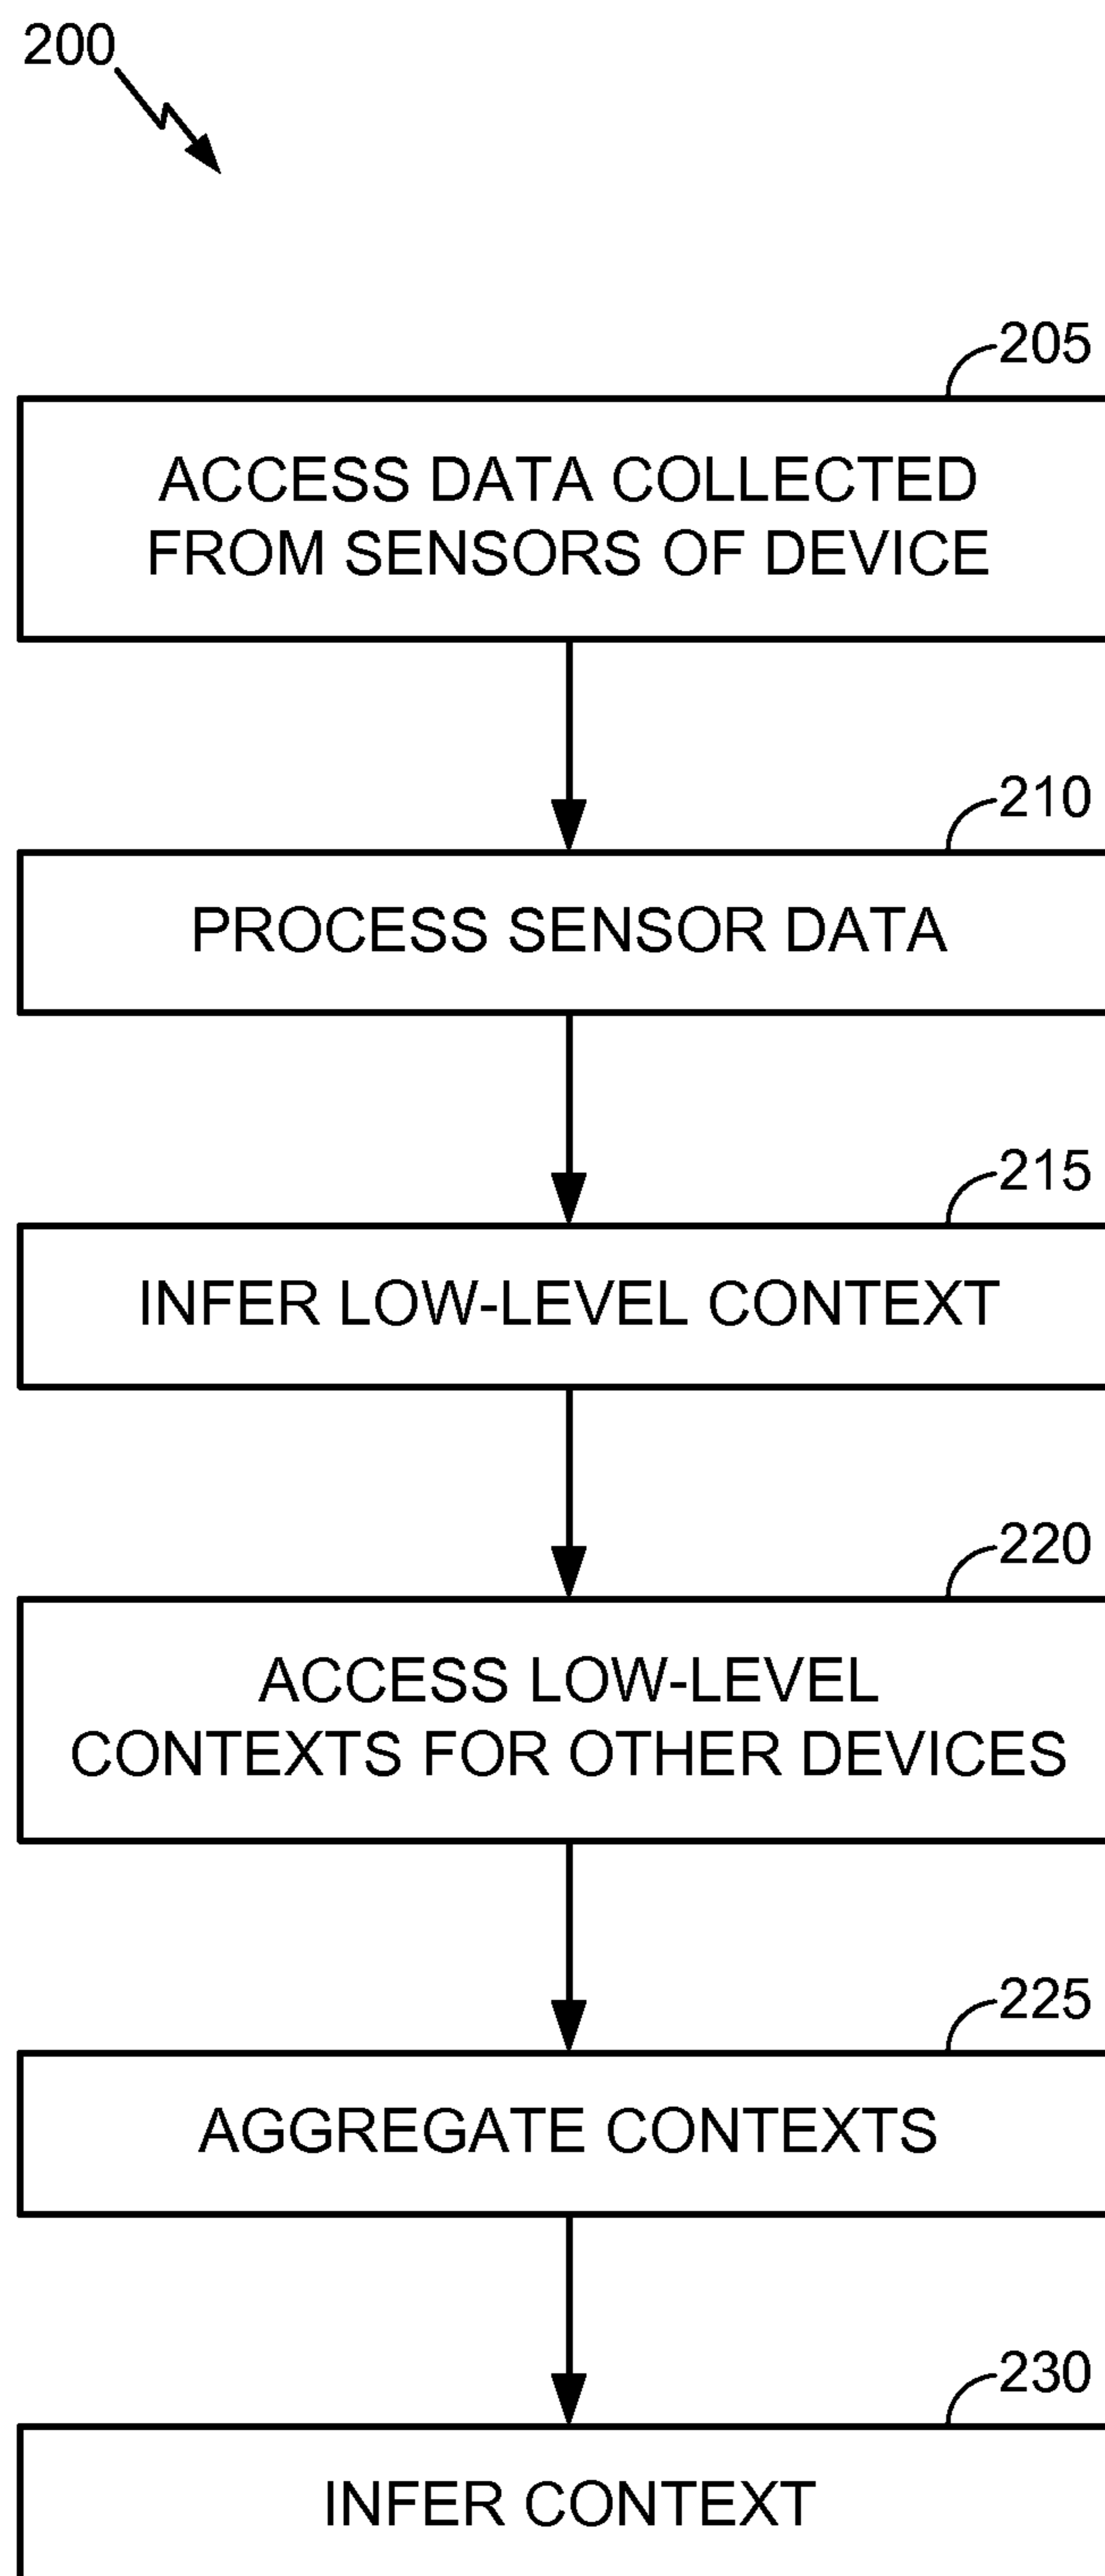 200
205
ACCESS DATA COLLECTED
FROM SENSORS OF DEVICE
210
PROCESS SENSOR DATA
215
INFER LOW-LEVEL CONTEXT
220
ACCESS LOW-LEVEL
CONTEXTS FOR OTHER DEVICES
225
AGGREGATE CONTEXTS
230
INFER CONTEXT